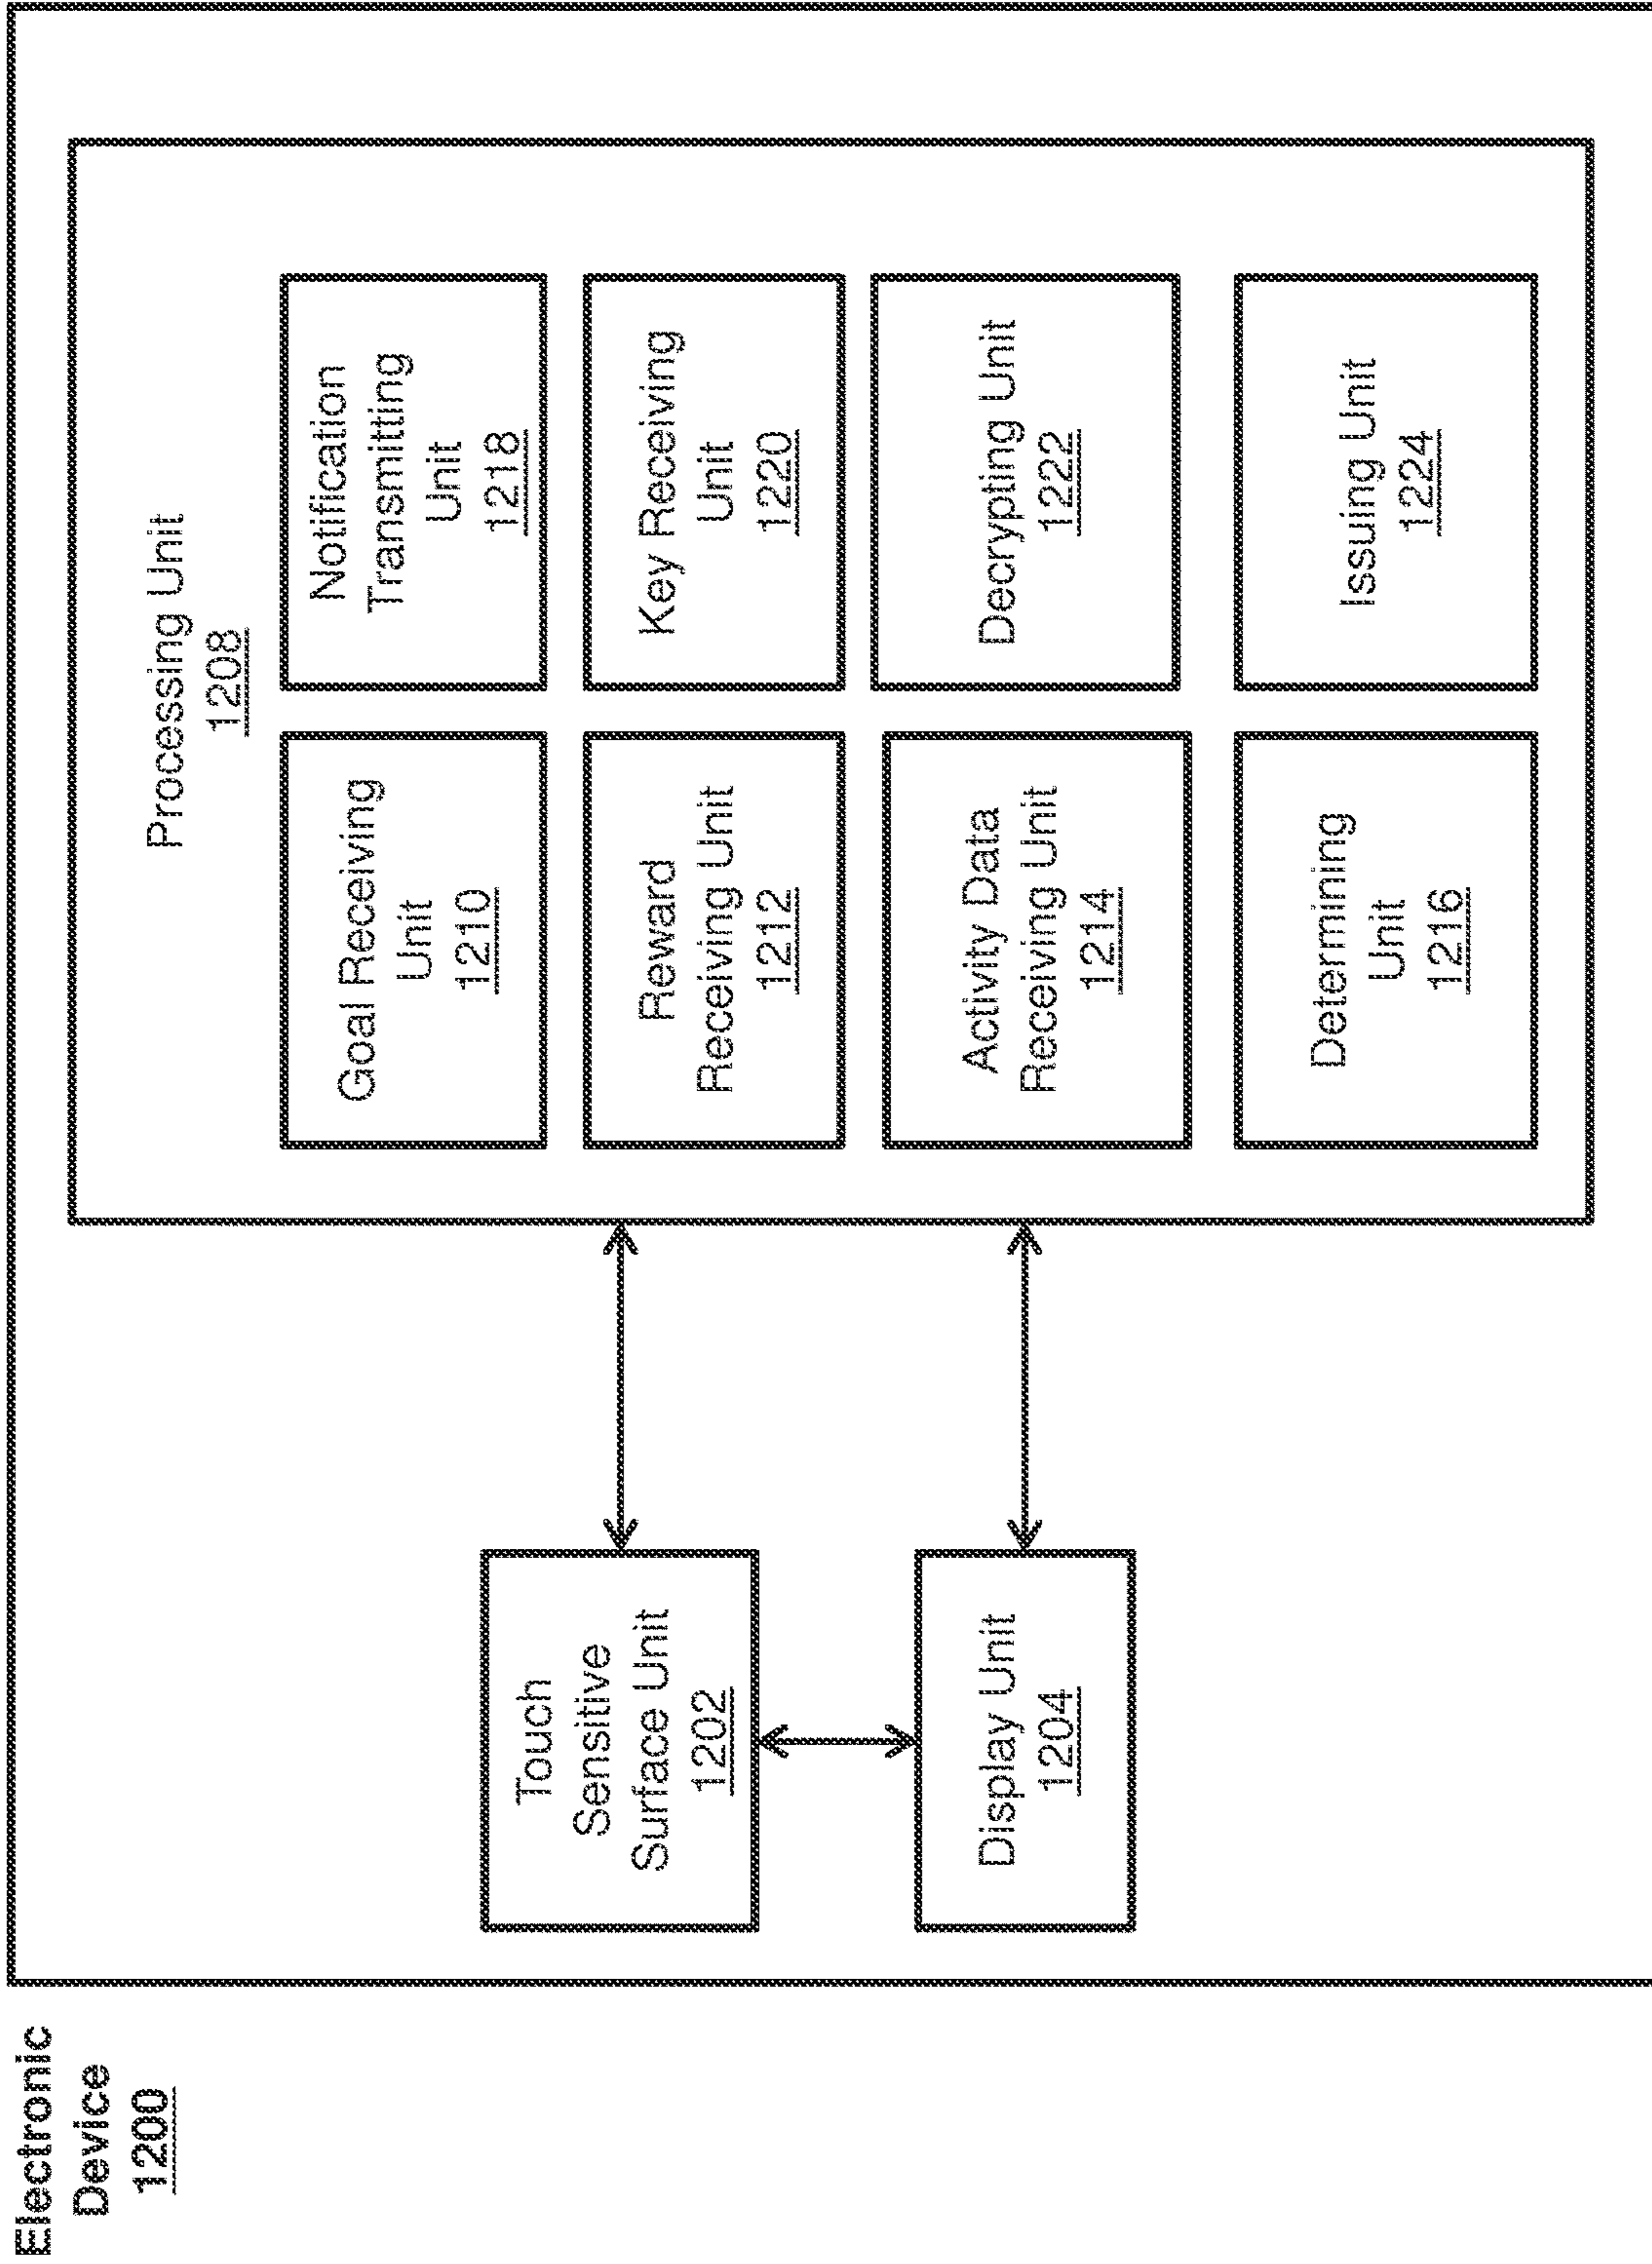 Electronic
Device
1200
Touch
Sensitive
Surface Unit
1202
Display Unit
1204
Processing Unit
1208
Goal Receiving
Unit
1210
Notification
Transmitting
Unit
1218
Reward
Receiving Unit
1212
Key Receiving
Unit
1220
Activity Data
Receiving Unit
1214
Decrypting Unit
1222
Determining
Unit
1216
Issuing Unit
1224